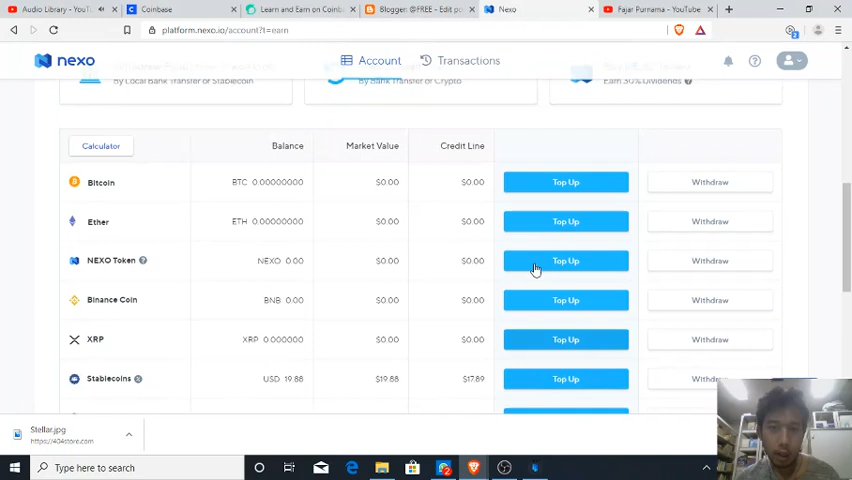 Audio Library - YouTu
Coinbase
Learn and Earn on Coinb
Blogger: @FREE - Edit po
Nexo
Fajar Purnama - YouTube
platform.nexo.io/account?t=earn
2
nexo
Account
Transactions
By Local Bank Transfer or Stablecoin
By Bank Transfer or Crypto
Earn 30% Dividends
Calculator
Balance
Market Value
Credit Line
Bitcoin
BTC 0.00000000
$0.00
$0.00
Top Up
Withdraw
Ether
ETH 0.00000000
$0.00
$0.00
Top Up
Withdraw
NEXO Token
NEXO 0.00
$0.00
$0.00
Top Up
Withdraw
Binance Coin
BNB 0.00
$0.00
$0.00
Top Up
Withdraw
XRP
XRP 0.000000
$0.00
$0.00
Top Up
Withdraw
Stablecoins
USD 19.88
$19.88
$17.89
Top Up
Withdraw
Stellar.jpg
https://404store.com
Type here to search
2